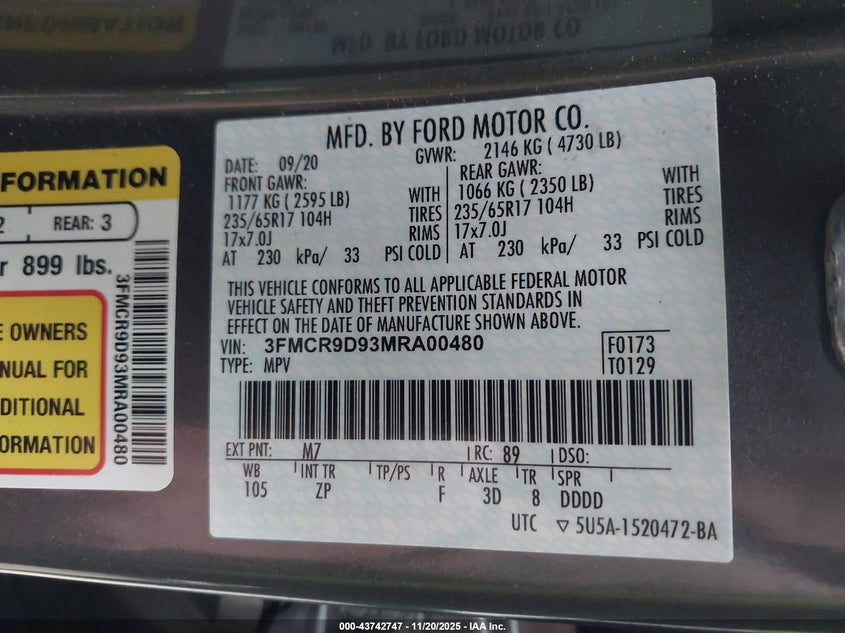 MFD. BY FORD MOTOR CO.
FORMATION
REAR: 3
899 lbs.
3FMCR9D93MRA00480
OWNERS
FOR
FORMATION
MFD. BY FORD MOTOR CO.
DATE: 09/20 GVWR: 2146 KG ( 4730 LB)
FRONT GAWR: REAR GAWR: WITH
1177 KG ( 2595 LB) WITH 1066 KG ( 2350 LB) TIRES
235/65R17 104H TIRES 235/65R17 104H RIMS
17x7.0J RIMS 17x7.0J
AT 230 kPa/ 33 PSI COLD AT 230 kPa/ 33 PSI COLD
THIS VEHICLE CONFORMS TO ALL APPLICABLE FEDERAL MOTOR
VEHICLE SAFETY AND THEFT PREVENTION STANDARDS IN
EFFECT ON THE DATE OF MANUFACTURE SHOWN ABOVE.
VIN: 3FMCR9D93MRA00480 F0173
TYPE: MPV T0129
EXT PNT: M7 RC: 89 DSO:
WB INT TR TP/PS R AXLE TR SPR
105 ZP F 3D 8 DDDD
UTC ▽ 5U5A-1520472-BA
000-43742747 — 11/20/2025 — IAA Inc.